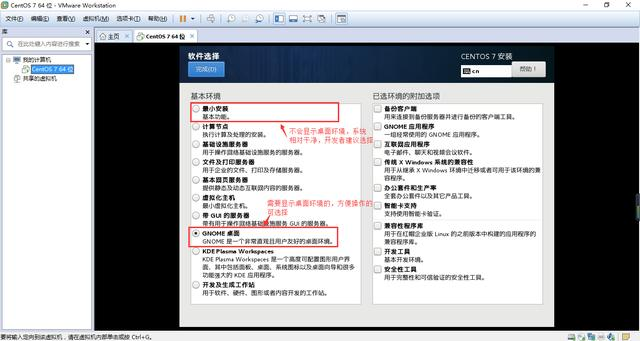 CentOS 7 64 位 - VMware Workstation
文件(F) 编辑(E) 查看(V) 虚拟机(M) 选项卡(T) 帮助(H)
库
在此处键入内容进行搜索
我的计算机
CentOS 7 64 位
共享的虚拟机
主页
CentOS 7 64 位
软件选择
完成(D)
CENTOS 7 安装
cn
帮助！
基本环境
最小安装
基本功能。
不会显示桌面环境，系统
相对干净，开发者建议选择
计算节点
执行计算及处理的安装。
基础设施服务器
用于操作网络基础设施服务的服务器。
文件及打印服务器
用于企业的文件、打印及存储服务器。
基本网页服务器
提供静态及动态互联网内容的服务器。
虚拟化主机
最小虚拟化主机。
需要显示桌面环境的，方便操作的
可选择
带 GUI 的服务器
带有用于操作网络基础设施服务 GUI 的服务器。
GNOME 桌面
GNOME 是一个非常直观且用户友好的桌面环境。
KDE Plasma Workspaces
KDE Plasma Workspaces 是一个高度可配置图形用户界
面，其中包括面板、桌面、系统图标以及桌面向导和很多
功能强大的 KDE 应用程序。
开发及生成工作站
用于软件、硬件、图形或者内容开发的工作站。
已选环境的附加选项
备份客户端
用来连接到备份服务器并进行备份的客户端工具。
GNOME 应用程序
一组经常使用的 GNOME 应用程序。
互联网应用程序
电子邮件、聊天和视频会议软件。
传统 X Windows 系统的兼容性
用于从继承 X Windows 环境中迁移或者可用于该环境的兼
容程序。
办公套件和生产率
全套办公套件以及其它产品工具。
智能卡支持
支持使用智能卡验证。
兼容性程序库
用于在红帽企业版 Linux 的之前版本中构建的应用程序的
兼容程序库。
开发工具
基本开发环境。
安全性工具
用于完整性和可信验证的安全性工具。
要将输入定向到该虚拟机，请在虚拟机内部单击或按 Ctrl+G。